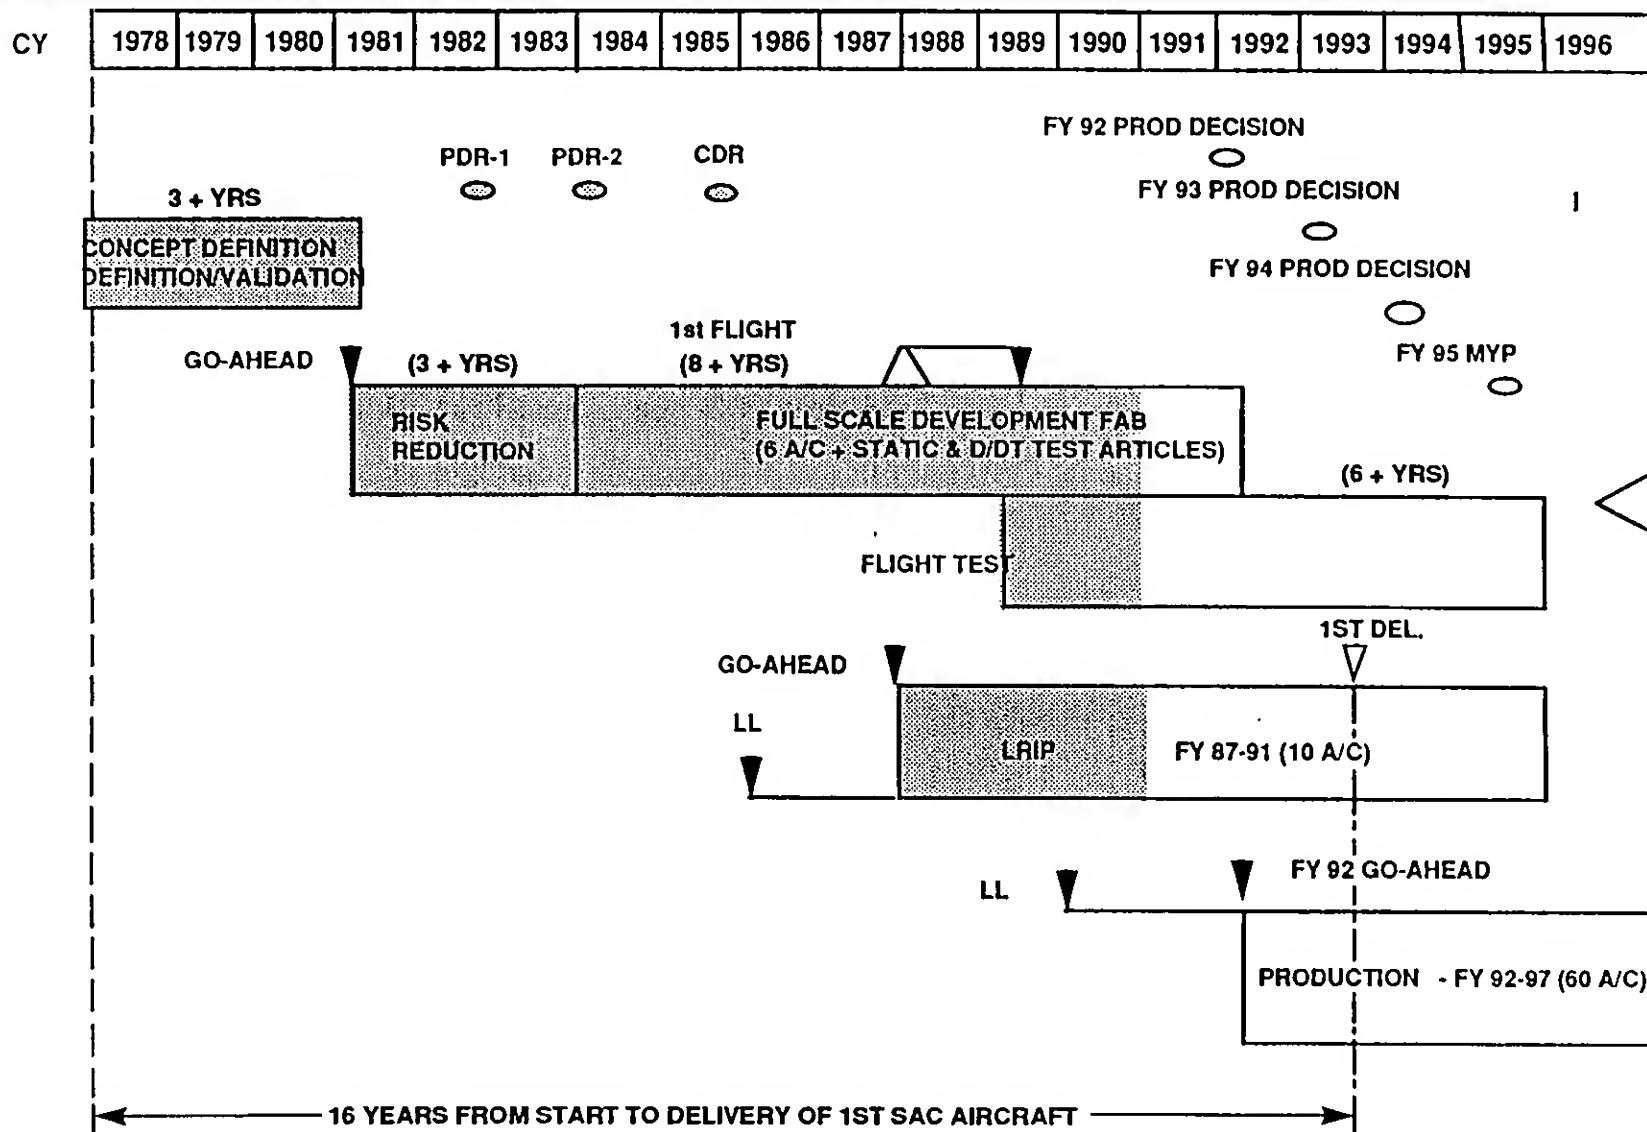 CY 1978 1979 1980 1981 1982 1983 1984 1985 1986 1987 1988 1989 1990 1991 1992 1993 1994 1995 1996
FY 92 PROD DECISION
PDR-1 PDR-2 CDR
FY 93 PROD DECISION
3 + YRS
CONCEPT DEFINITION
DEFINITION/VALIDATION
FY 94 PROD DECISION
1st FLIGHT
GO-AHEAD (3 + YRS) (8 + YRS)
FY 95 MYP
RISK
REDUCTION
FULL SCALE DEVELOPMENT FAB
(6 A/C + STATIC & D/DT TEST ARTICLES)
(6 + YRS)
FLIGHT TEST
1ST DEL.
GO-AHEAD
LL
LRIP FY 87-91 (10 A/C)
FY 92 GO-AHEAD
LL
PRODUCTION - FY 92-97 (60 A/C)
16 YEARS FROM START TO DELIVERY OF 1ST SAC AIRCRAFT